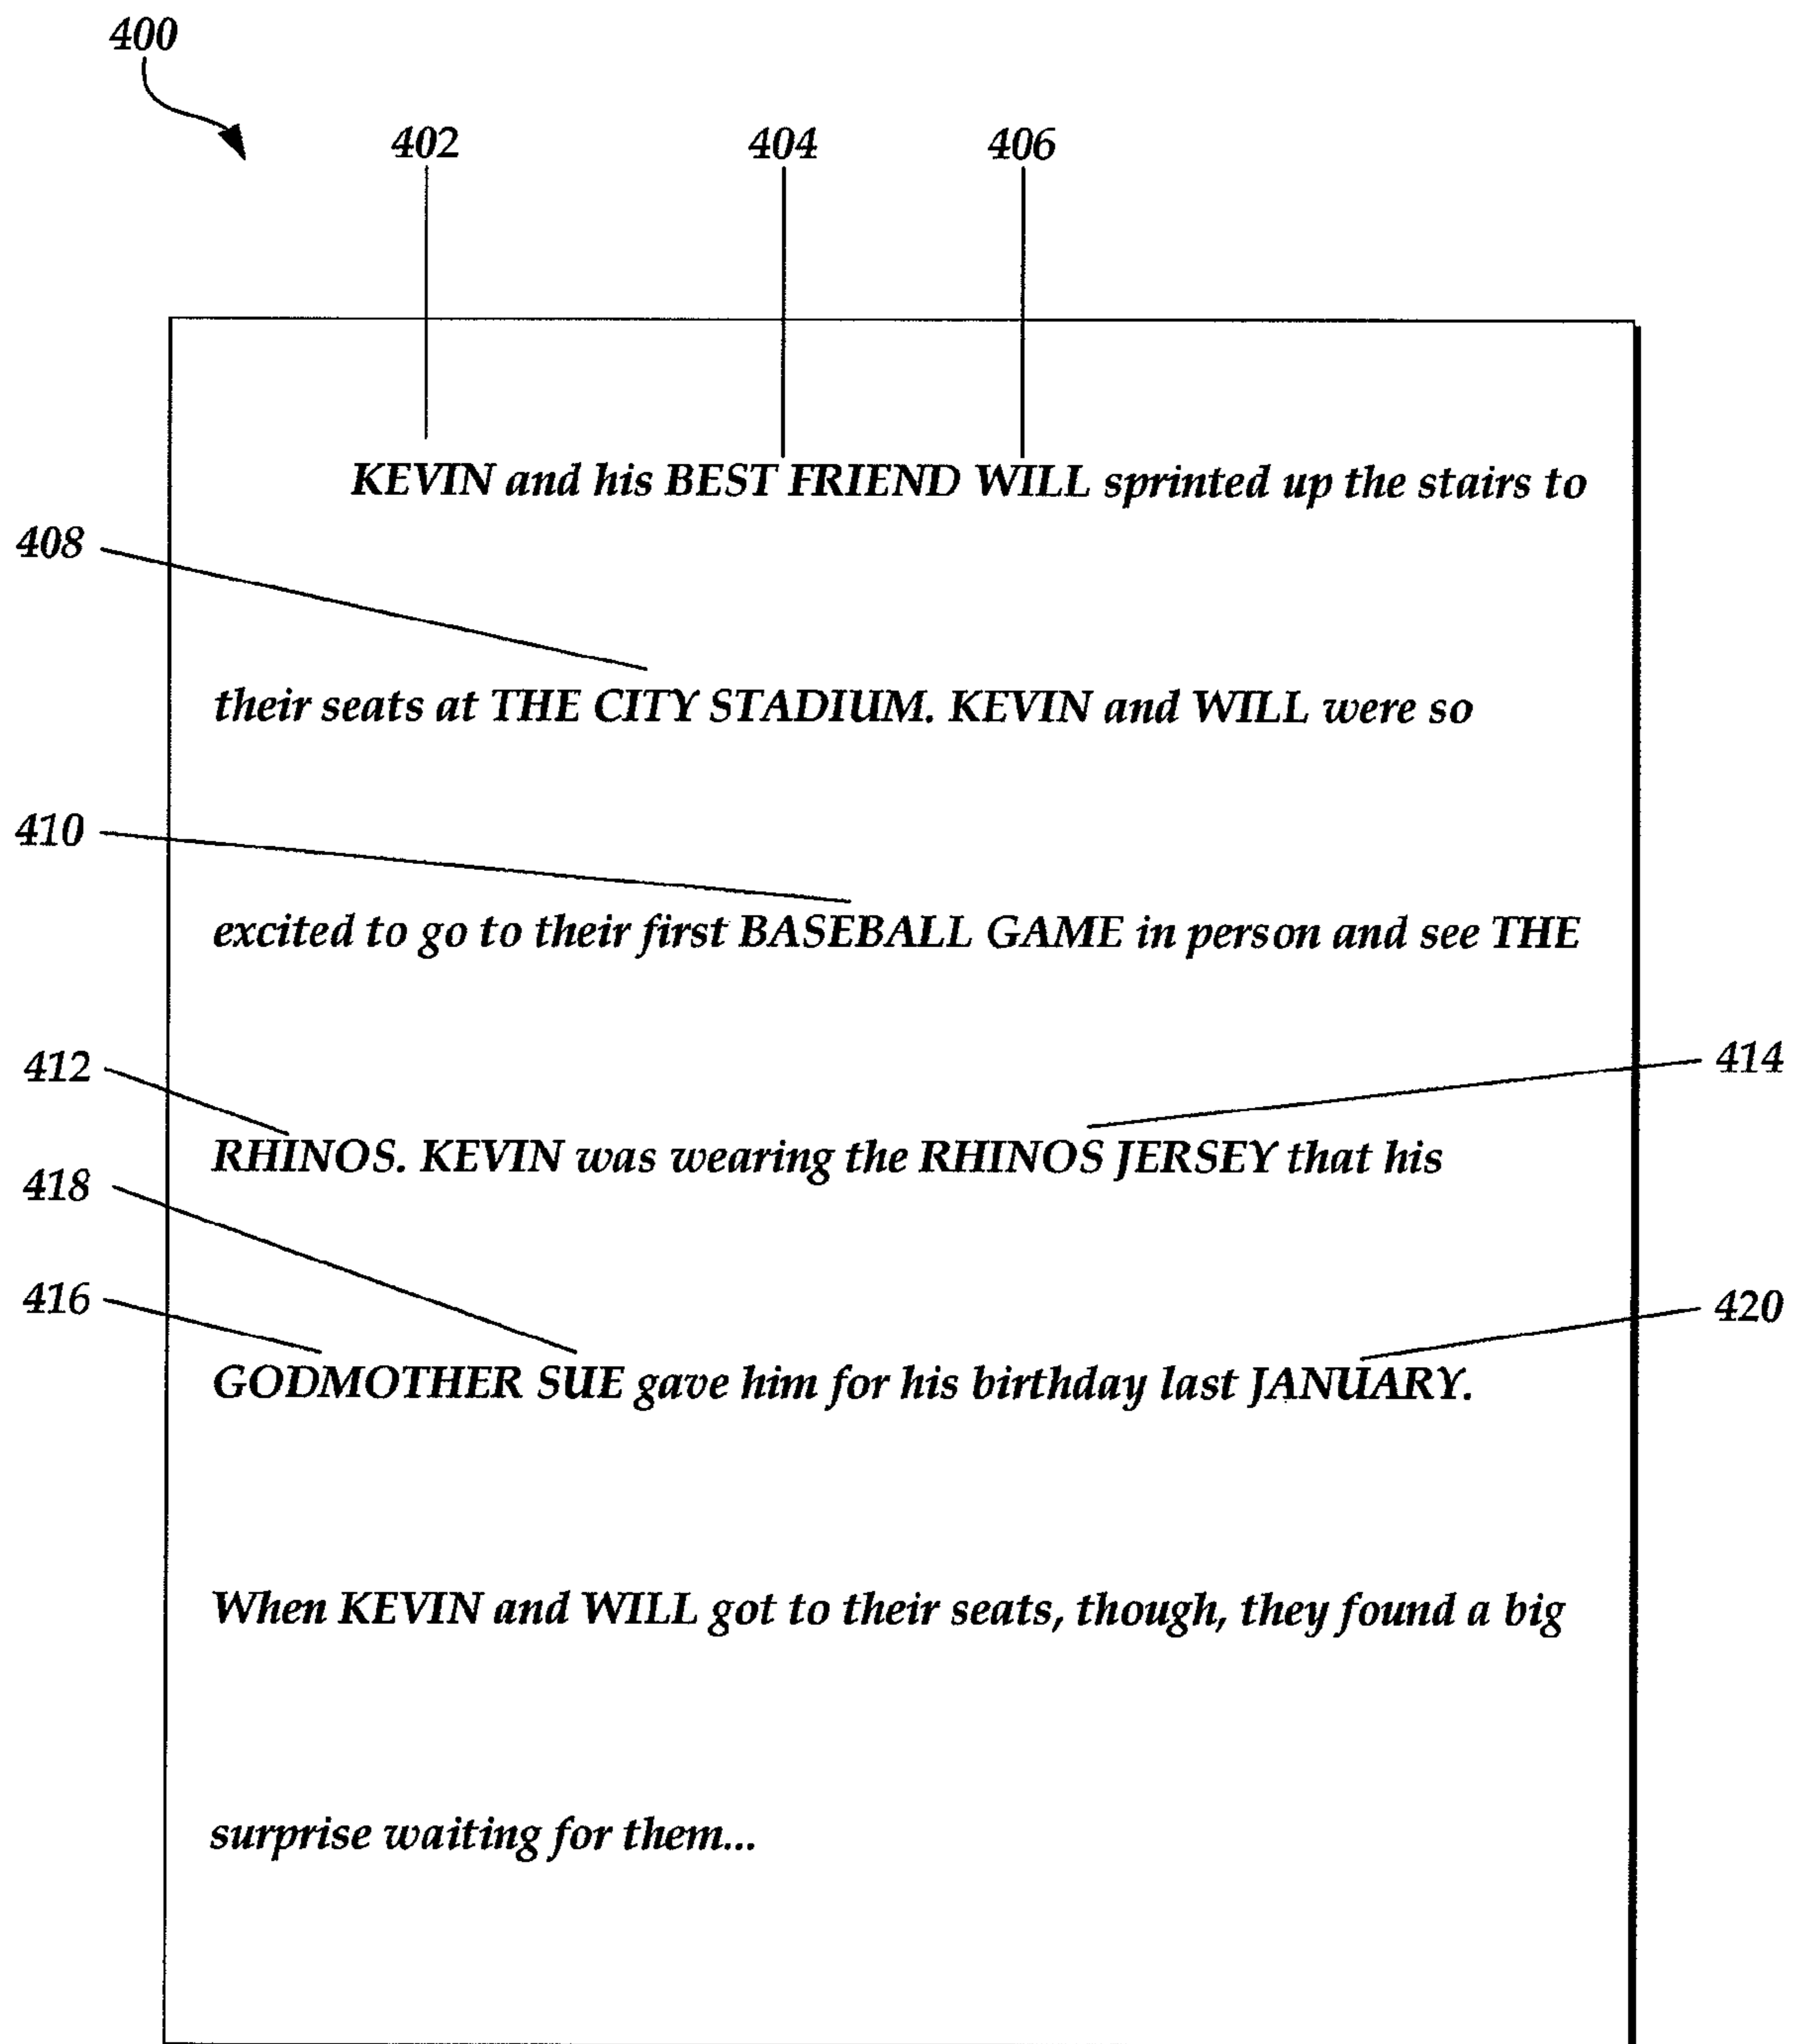 400
402 404 406
KEVIN and his BEST FRIEND WILL sprinted up the stairs to
408
their seats at THE CITY STADIUM. KEVIN and WILL were so
410
excited to go to their first BASEBALL GAME in person and see THE
412 414
RHINOS. KEVIN was wearing the RHINOS JERSEY that his
418
416 420
GODMOTHER SUE gave him for his birthday last JANUARY.
When KEVIN and WILL got to their seats, though, they found a big
surprise waiting for them...